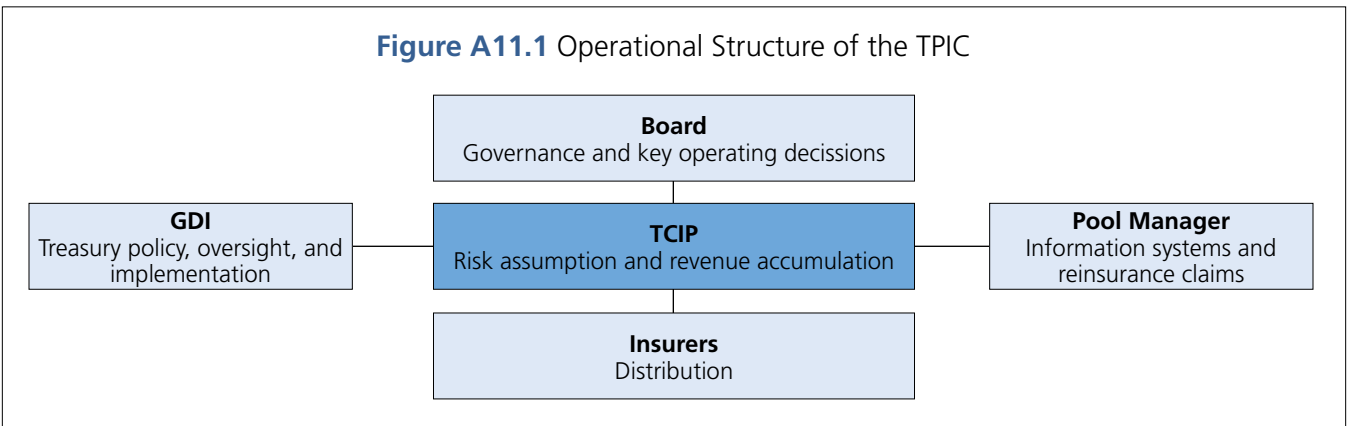 Figure A11.1 Operational Structure of the TPIC
Board
Governance and key operating decissions
GDI
Treasury policy, oversight, and
implementation
TCIP
Risk assumption and revenue accumulation
Pool Manager
Information systems and
reinsurance claims
Insurers
Distribution